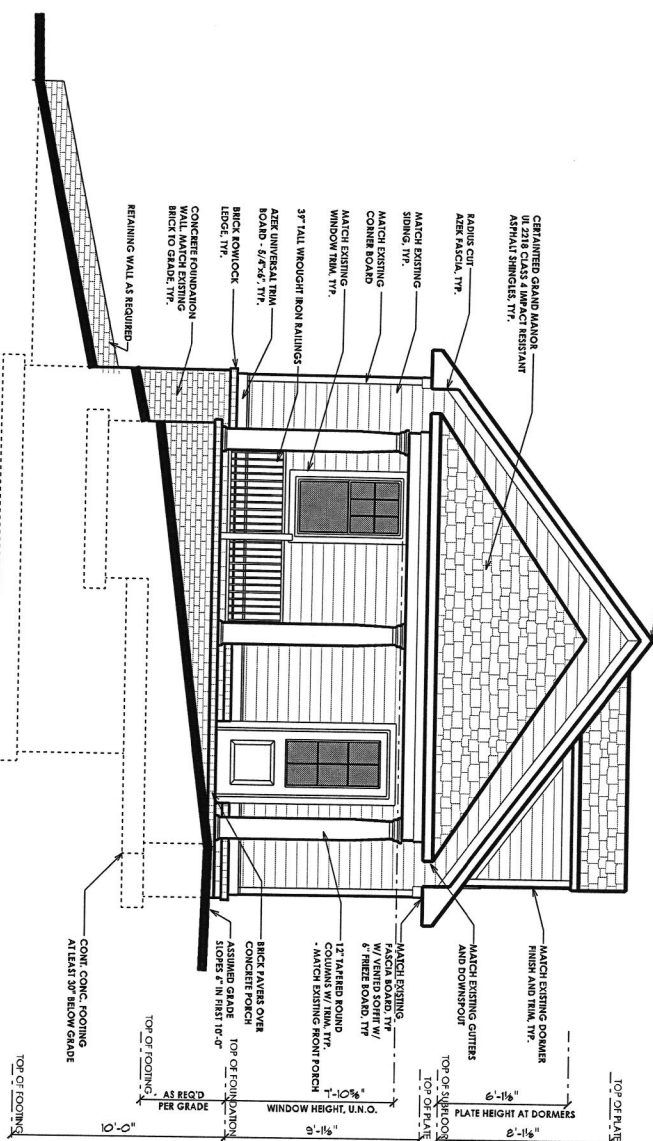 CERTAINTEED GRAND MANOR
UL 2218 CLASS 4 IMPACT RESISTANT
ASPHALT SHINGLES, TYP.
RADIUS CUT
AZEK FASCIA, TYP.
MATCH EXISTING
SIDING, TYP.
MATCH EXISTING
CORNER BOARD
MATCH EXISTING
WINDOW TRIM, TYP.
39" TALL WROUGHT IRON RAILINGS
AZEK UNIVERSAL TRIM
BOARD - 5/4"x6", TYP.
BRICK ROWLOCK
LEDGE, TYP.
CONCRETE FOUNDATION
WALL, MATCH EXISTING
BRICK TO GRADE, TYP.
RETAINING WALL AS REQUIRED
MATCH EXISTING DORMER
FINISH AND TRIM, TYP.
MATCH EXISTING GUTTERS
AND DOWNSPOUT
MATCH EXISTING
FASCIA BOARD, TYP
W/ VENTED SOFFIT W/
6" FRIEZE BOARD, TYP
12" TAPERED ROUND
COLUMNS W/ TRIM, TYP.
- MATCH EXISTING FRONT PORCH
BRICK PAVERS OVER
CONCRETE PORCH
ASSUMED GRADE
SLOPES 6" IN FIRST 10'-0"
CONT. CONC. FOOTING
AT LEAST 30" BELOW GRADE
TOP OF PLATE
6'-1⅛"
PLATE HEIGHT AT DORMERS
8'-1⅛"
TOP OF SUBFLOOR
TOP OF PLATE
7'-10⅝"
WINDOW HEIGHT, U.N.O.
9'-1⅛"
TOP OF FOUNDATION
AS REQ'D
PER GRADE
TOP OF FOOTING
10'-0"
TOP OF FOOTING